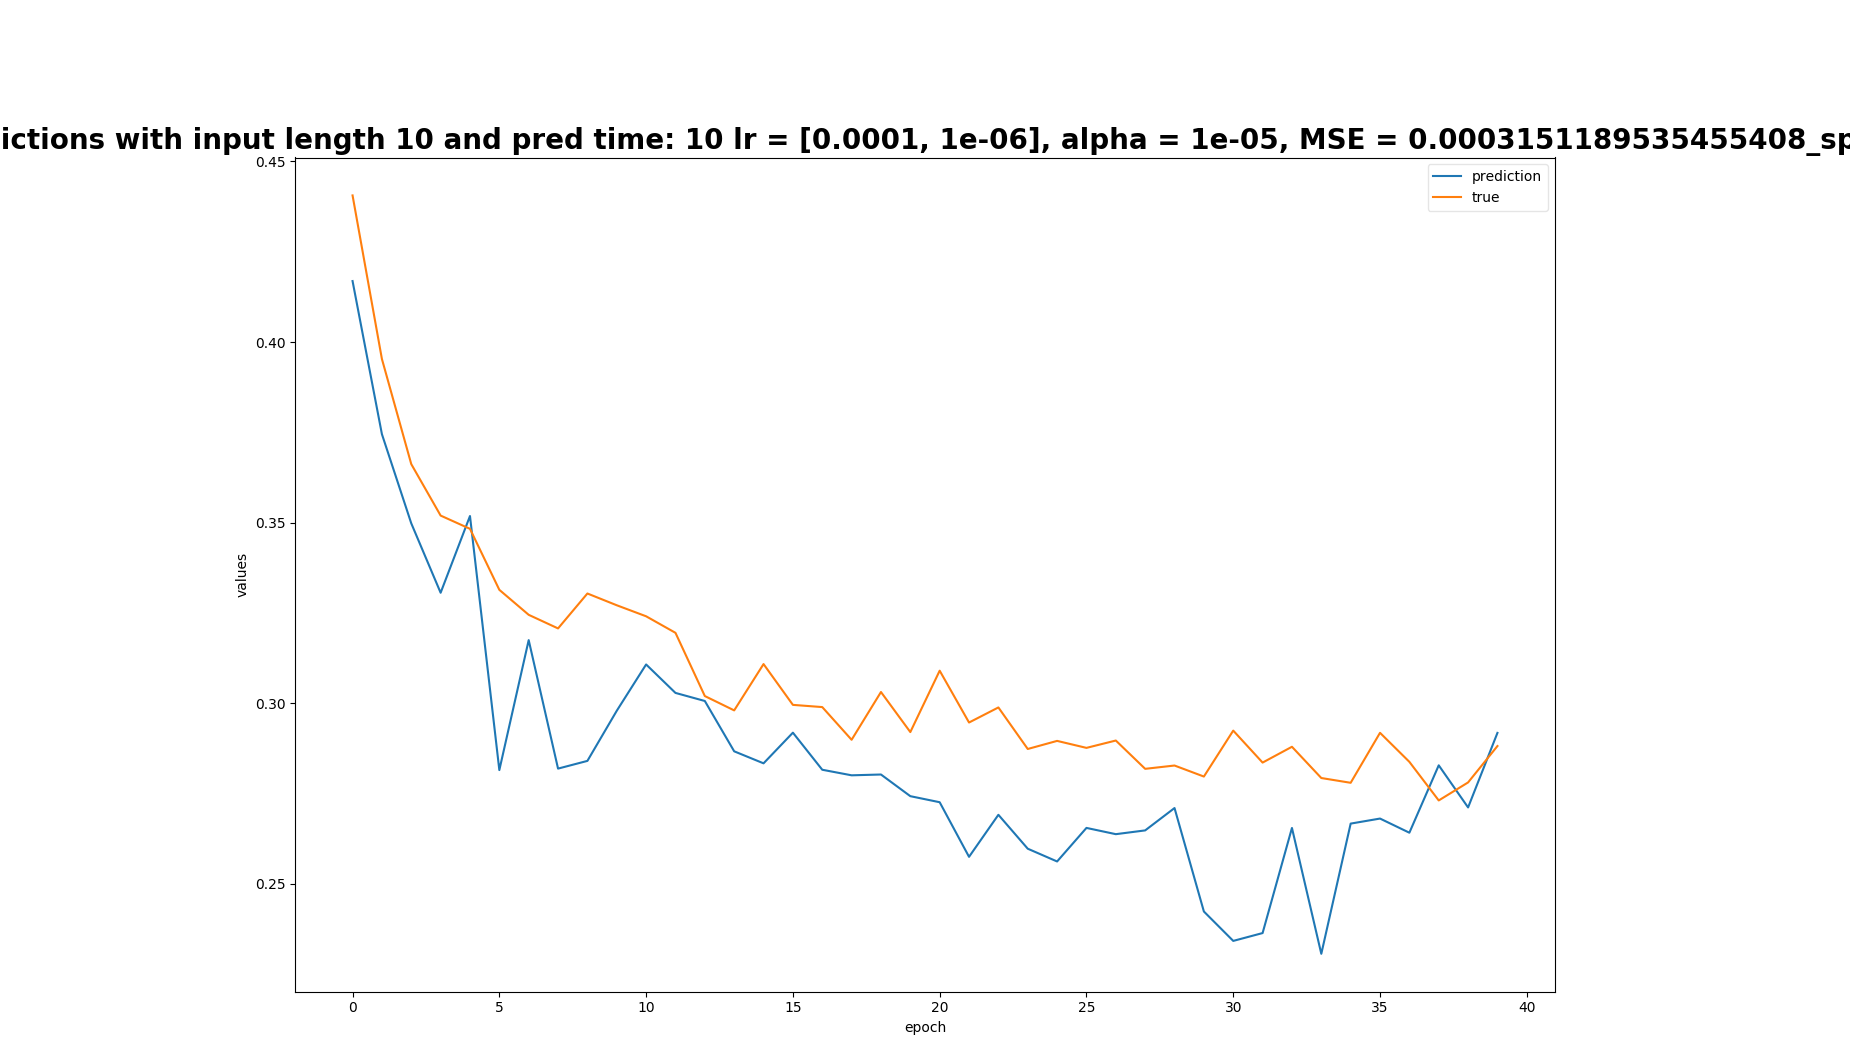 ictions with input length 10 and pred time: 10 lr = [0.0001, 1e-06], alpha = 1e-05, MSE = 0.0003151189535455408_sp
prediction
true
0.45
0.40
0.35
0.30
0.25
values
0
5
10
15
20
25
30
35
40
epoch